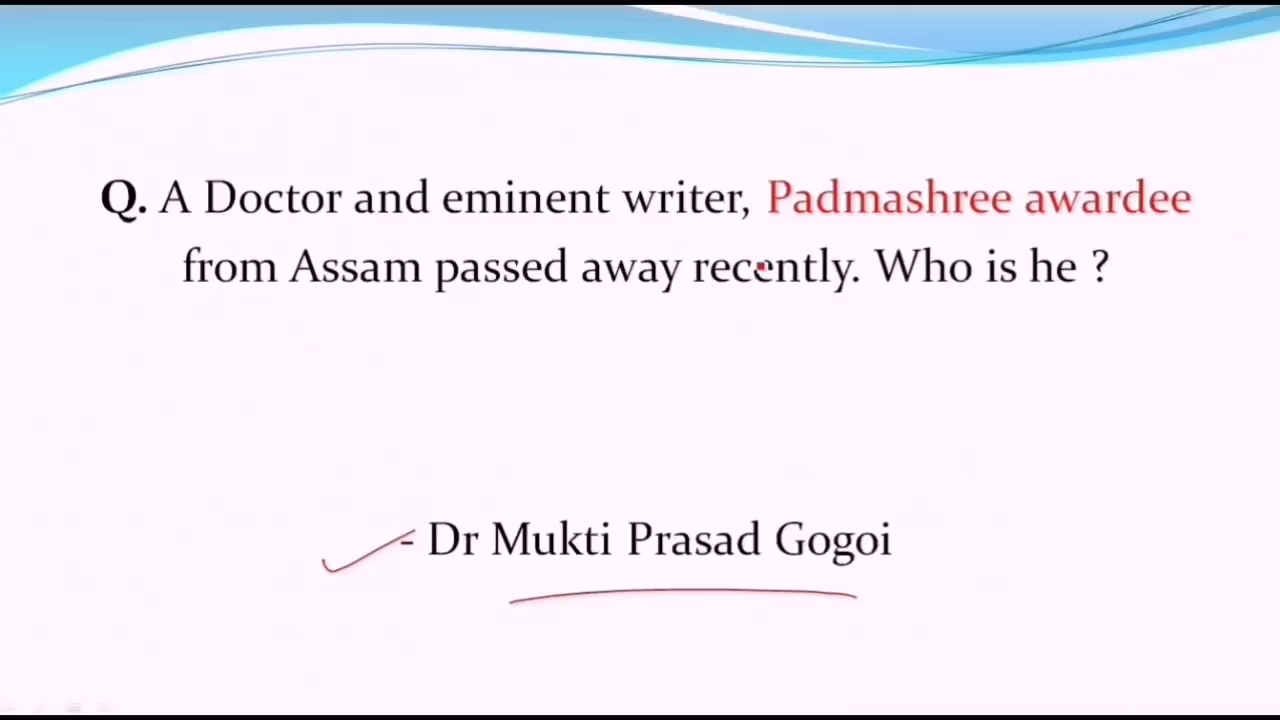 Q. A Doctor and eminent writer, Padmashree awardee
from Assam passed away recently. Who is he ?
- Dr Mukti Prasad Gogoi